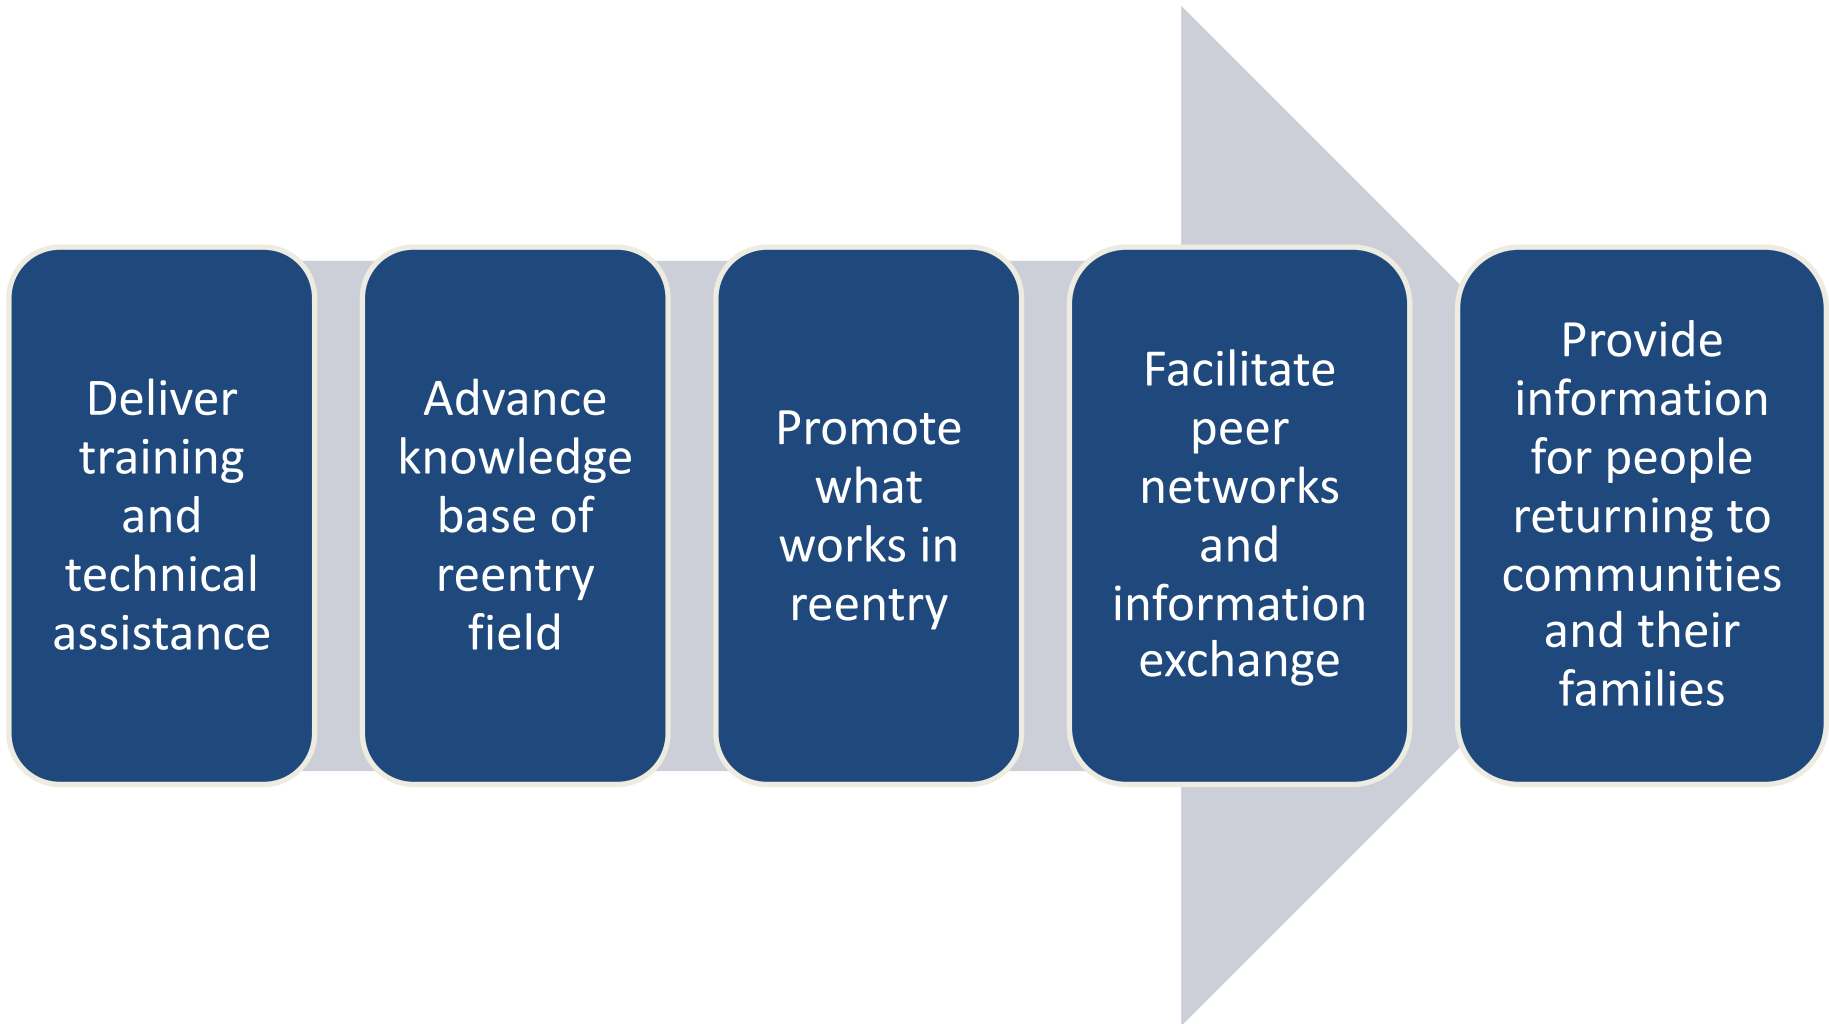 Deliver
training
and
technical
assistance
Advance
knowledge
base of
reentry
field
Promote
what
works in
reentry
Facilitate
peer
networks
and
information
exchange
Provide
information
for people
returning to
communities
and their
families